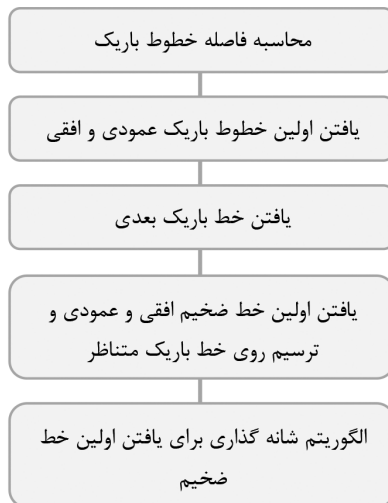 محاسبه فاصله خطوط باریک
یافتن اولین خطوط باریک عمودی و افقی
یافتن خط باریک بعدی
یافتن اولین خط ضخیم افقی و عمودی و
ترسیم روی خط باریک متناظر
الگوریتم شانه گذاری برای یافتن اولین خط
ضخیم